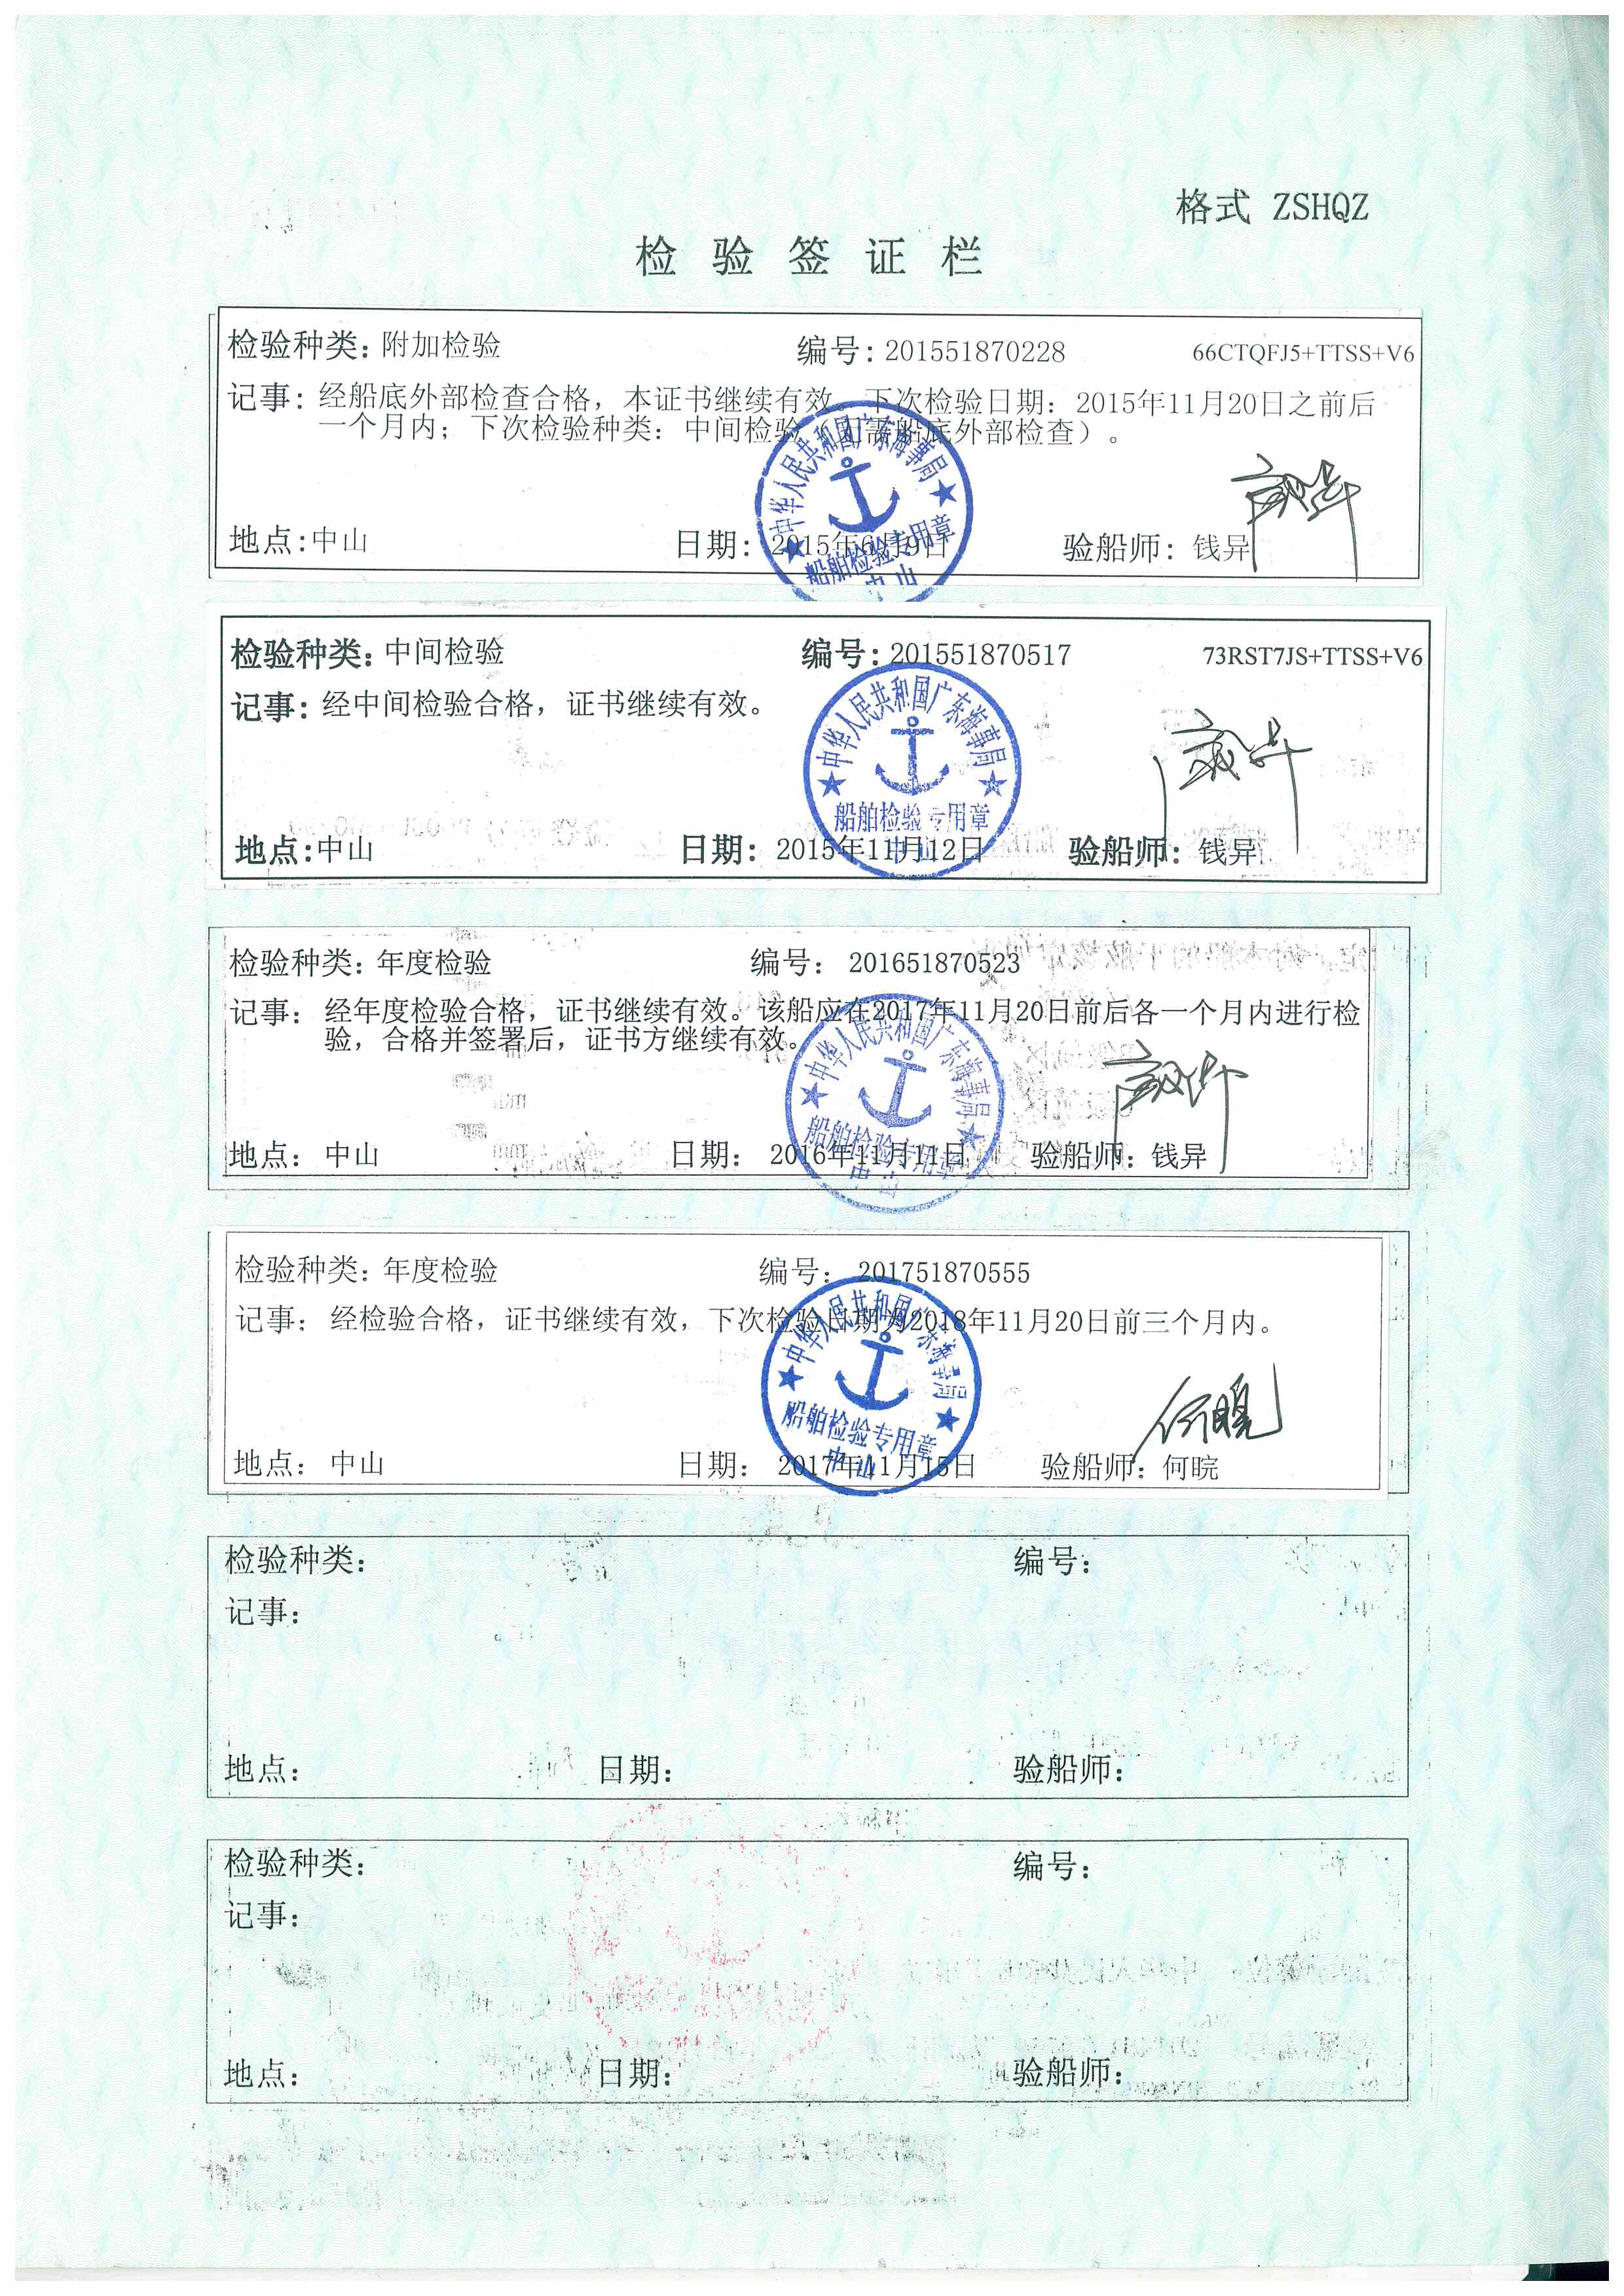 格式 ZSHQZ
检验签证栏
检验种类：附加检验 编号：201551870228 66CTQFJ5+TTSS+V6
记事：经船底外部检查合格，本证书继续有效。下次检验日期：2015年11月20日之前后
一个月内；下次检验种类：中间检验 船底外部检查）。
中华人民共和国广东海事局
船舶检验专用章
中山
地点：中山 日期：2015年6月9日 验船师：钱异
检验种类：中间检验 编号：201551870517 73RST7JS+TTSS+V6
记事：经中间检验合格，证书继续有效。
中华人民共和国广东海事局
船舶检验专用章
中山
地点：中山 日期：2015年11月12日 验船师：钱异
检验种类：年度检验 编号：201651870523
记事：经年度检验合格，证书继续有效。该船应在2017年11月20日前后各一个月内进行检
验，合格并签署后，证书方继续有效。
中华人民共和国广东海事局
船舶检验专用章
中山
地点：中山 日期：2016年11月11日 验船师：钱异
检验种类：年度检验 编号：201751870555
记事：经检验合格，证书继续有效，下次检验日期为2018年11月20日前三个月内。
中华人民共和国广东海事局
船舶检验专用章
中山
何晥
地点：中山 日期：2017年11月15日 验船师：何晥
检验种类： 编号：
记事：
地点： 日期： 验船师：
检验种类： 编号：
记事：
地点： 日期： 验船师：